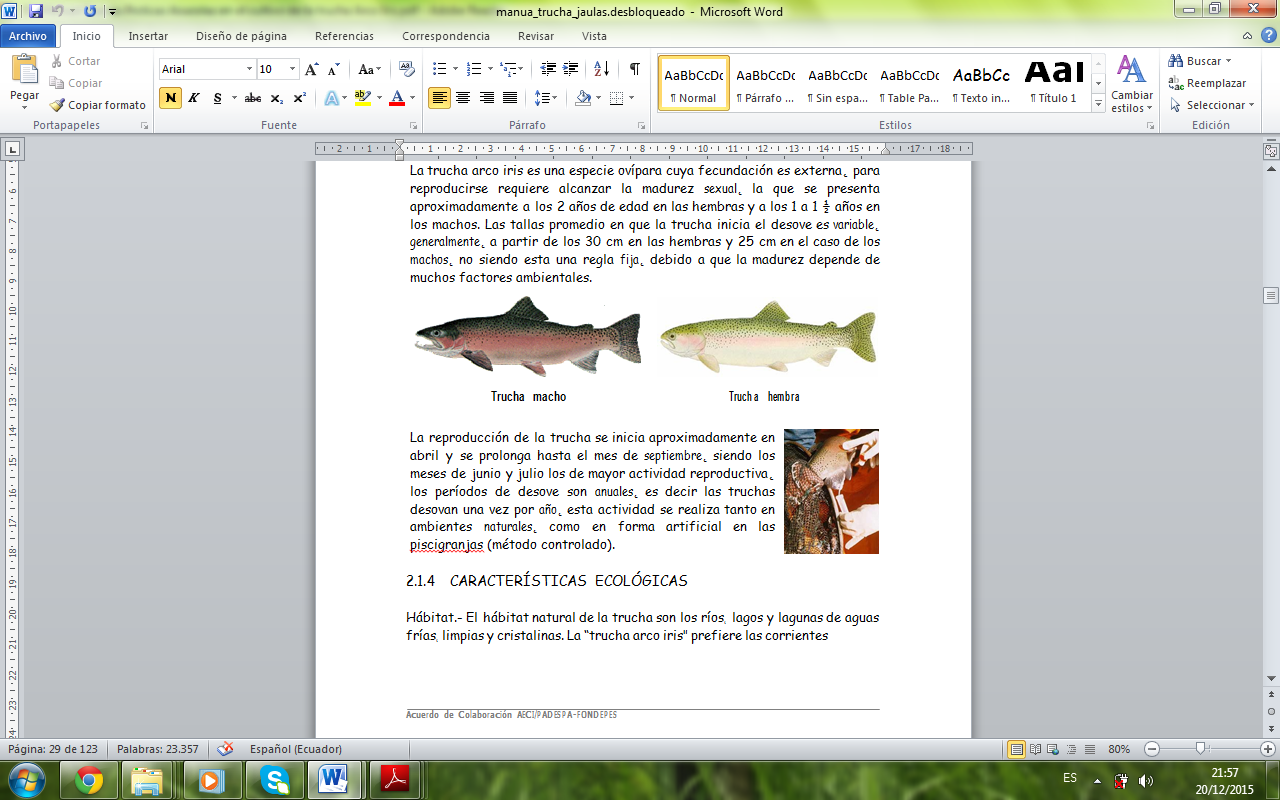 manua_trucha_jaulas.desbloqueado - Microsoft Word
Archivo Inicio Insertar Diseño de página Referencias Correspondencia Revisar Vista
Pegar
Cortar
Copiar
Copiar formato
Portapapeles
Arial 10
N K S abc x₂ x²
Fuente
Párrafo
AaBbCcDc AaBbCcDc AaBbCcDc AaBbCcDc AaBbCc AaI
¶ Normal ¶ Párrafo ... ¶ Sin espa... ¶ Table Pa... ¶ Texto in... ¶ Título 1
Estilos
Cambiar
estilos
Buscar
Reemplazar
Seleccionar
Edición
La trucha arco iris es una especie ovípara cuya fecundación es externa, para
reproducirse requiere alcanzar la madurez sexual, la que se presenta
aproximadamente a los 2 años de edad en las hembras y a los 1 a 1 ½ años en
los machos. Las tallas promedio en que la trucha inicia el desove es variable,
generalmente, a partir de los 30 cm en las hembras y 25 cm en el caso de los
machos, no siendo esta una regla fija, debido a que la madurez depende de
muchos factores ambientales.
Trucha macho
Trucha hembra
La reproducción de la trucha se inicia aproximadamente en
abril y se prolonga hasta el mes de septiembre, siendo los
meses de junio y julio los de mayor actividad reproductiva,
los períodos de desove son anuales, es decir las truchas
desovan una vez por año, esta actividad se realiza tanto en
ambientes naturales, como en forma artificial en las
piscigranjas (método controlado).
2.1.4 CARACTERÍSTICAS ECOLÓGICAS
Hábitat.- El hábitat natural de la trucha son los ríos, lagos y lagunas de aguas
frías, limpias y cristalinas. La "trucha arco iris" prefiere las corrientes
Acuerdo de Colaboración AECI/PADESPA-FONDEPES
Página: 29 de 123 Palabras: 23.357 Español (Ecuador) 80%
ES
21:57
20/12/2015